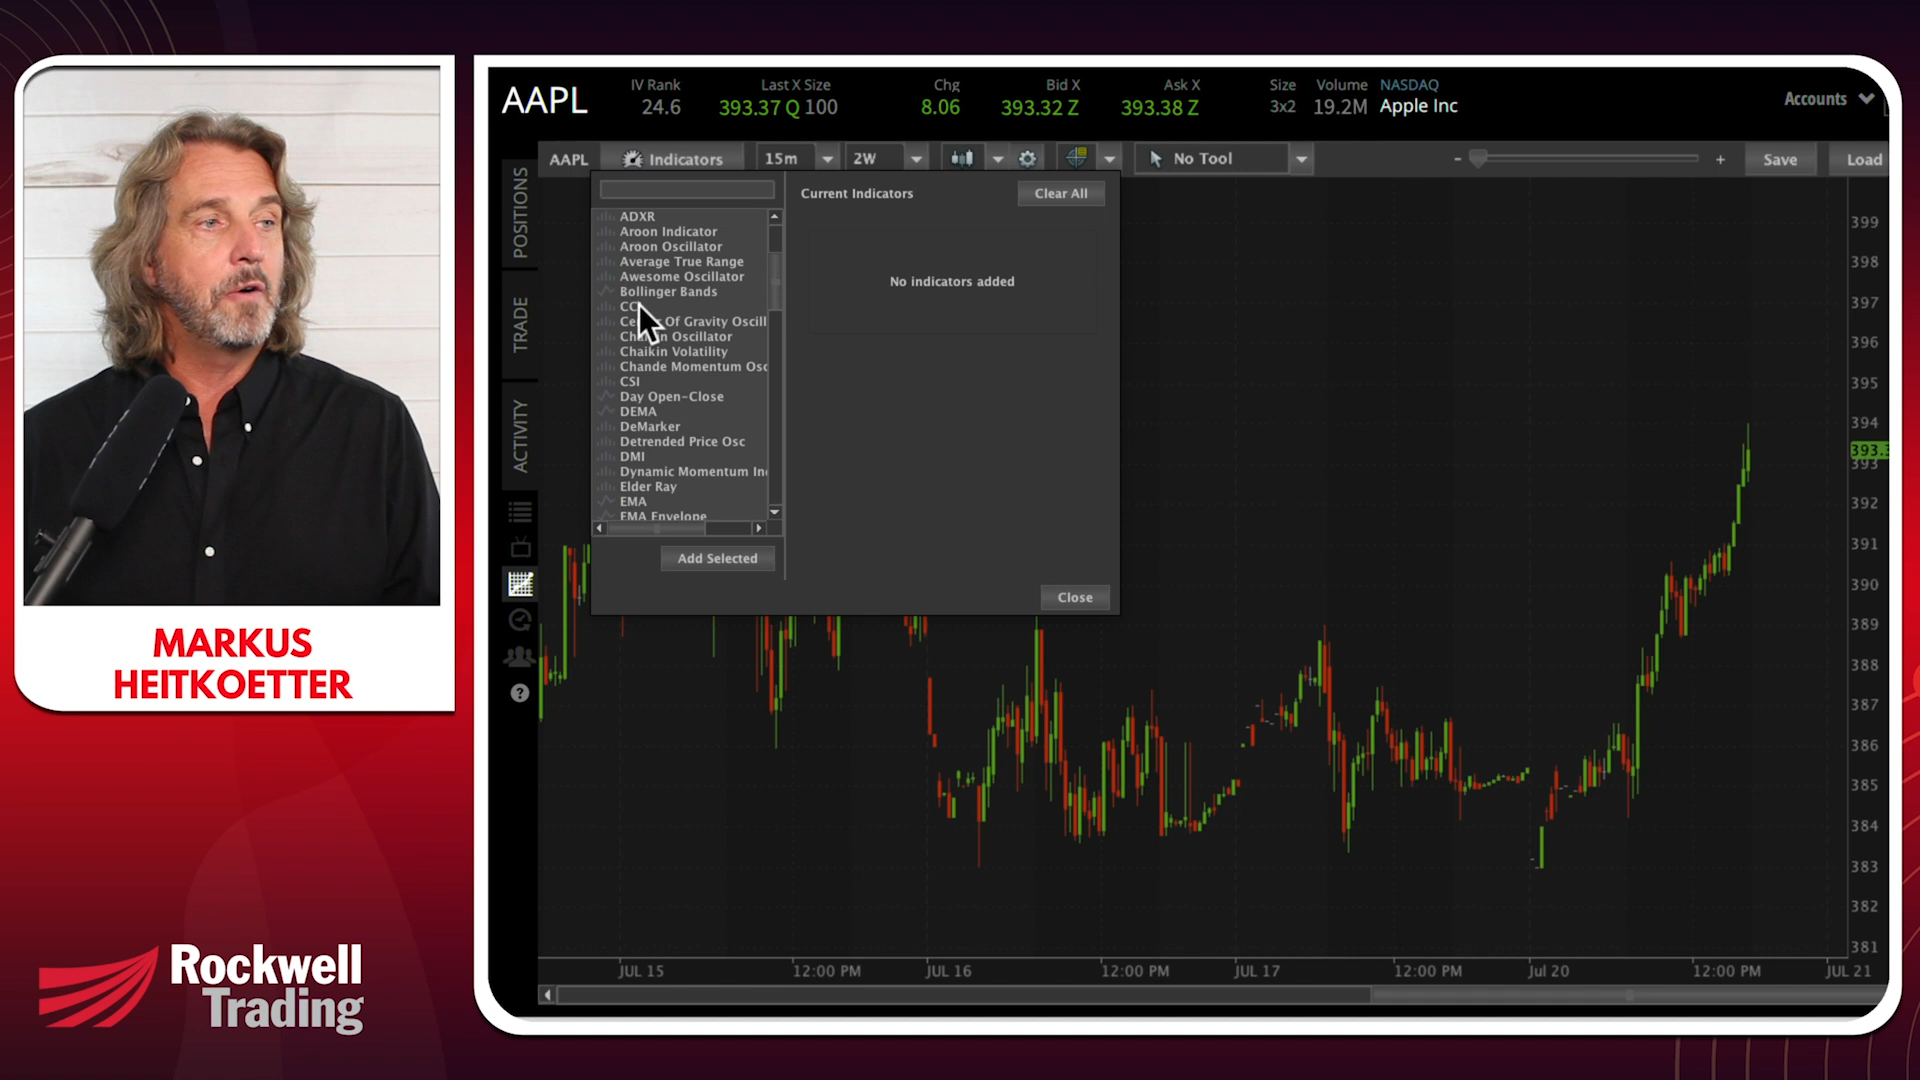 AAPL
IV Rank
24.6
Last X Size
393.37 Q 100
Chg
8.06
Bid X
393.32 Z
Ask X
393.38 Z
Size
3x2
Volume
19.2M
NASDAQ
Apple Inc
Accounts
AAPL
Indicators
15m
2W
No Tool
-
+
Save
Load
POSITIONS
TRADE
ACTIVITY
ADXR
Aroon Indicator
Aroon Oscillator
Average True Range
Awesome Oscillator
Bollinger Bands
Of Gravity Oscill
Oscillator
Chaikin Volatility
Chande Momentum Osc
CSI
Day Open-Close
DEMA
DeMarker
Detrended Price Osc
DMI
Dynamic Momentum In
Elder Ray
EMA
EMA Envelope
Add Selected
Current Indicators
Clear All
No indicators added
Close
399
398
397
396
395
394
393
392
391
390
389
388
387
386
385
384
383
382
381
JUL 15
12:00 PM
JUL 16
12:00 PM
JUL 17
12:00 PM
Jul 20
12:00 PM
JUL 21
MARKUS
HEITKOETTER
Rockwell
Trading